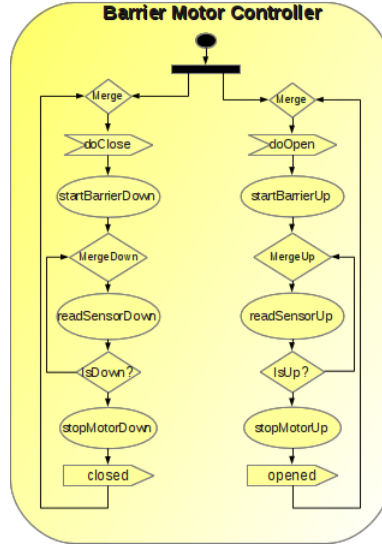 Barrier Motor Controller
Merge
doClose
startBarrierDown
MergeDown
readSensorDown
IsDown?
stopMotorDown
closed
Merge
doOpen
startBarrierUp
MergeUp
readSensorUp
IsUp?
stopMotorUp
opened